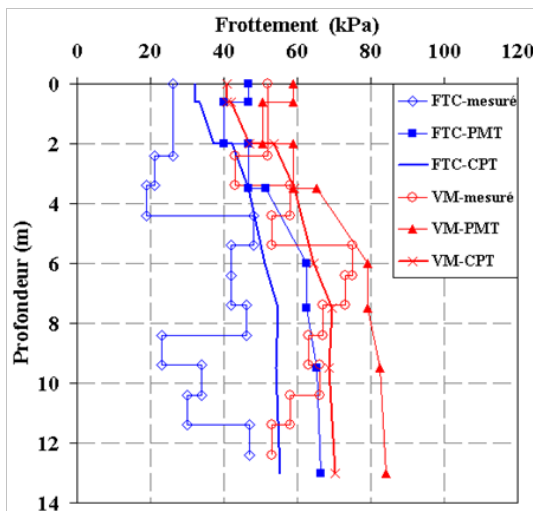 Frottement (kPa)
0 20 40 60 80 100 120
0
2
4
6
8
10
12
14
Profondeur (m)
FTC-mesuré
FTC-PMT
FTC-CPT
VM-mesuré
VM-PMT
VM-CPT